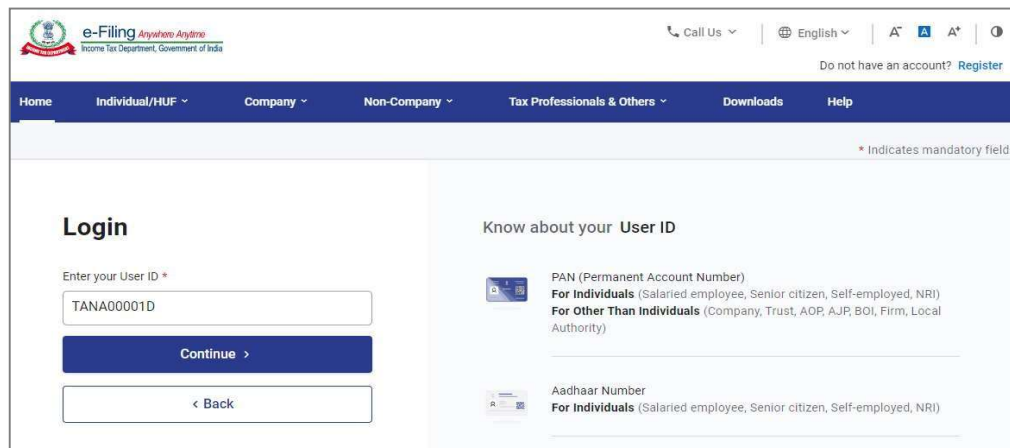 e-Filing Anywhere Anytime
Income Tax Department, Government of India
Call Us
English
A-
A
A+
Do not have an account? Register
Home
Individual/HUF
Company
Non-Company
Tax Professionals & Others
Downloads
Help
* Indicates mandatory field
Login
Enter your User ID *
TANA00001D
Continue >
< Back
Know about your User ID
PAN (Permanent Account Number)
For Individuals (Salaried employee, Senior citizen, Self-employed, NRI)
For Other Than Individuals (Company, Trust, AOP, AJP, BOI, Firm, Local
Authority)
Aadhaar Number
For Individuals (Salaried employee, Senior citizen, Self-employed, NRI)